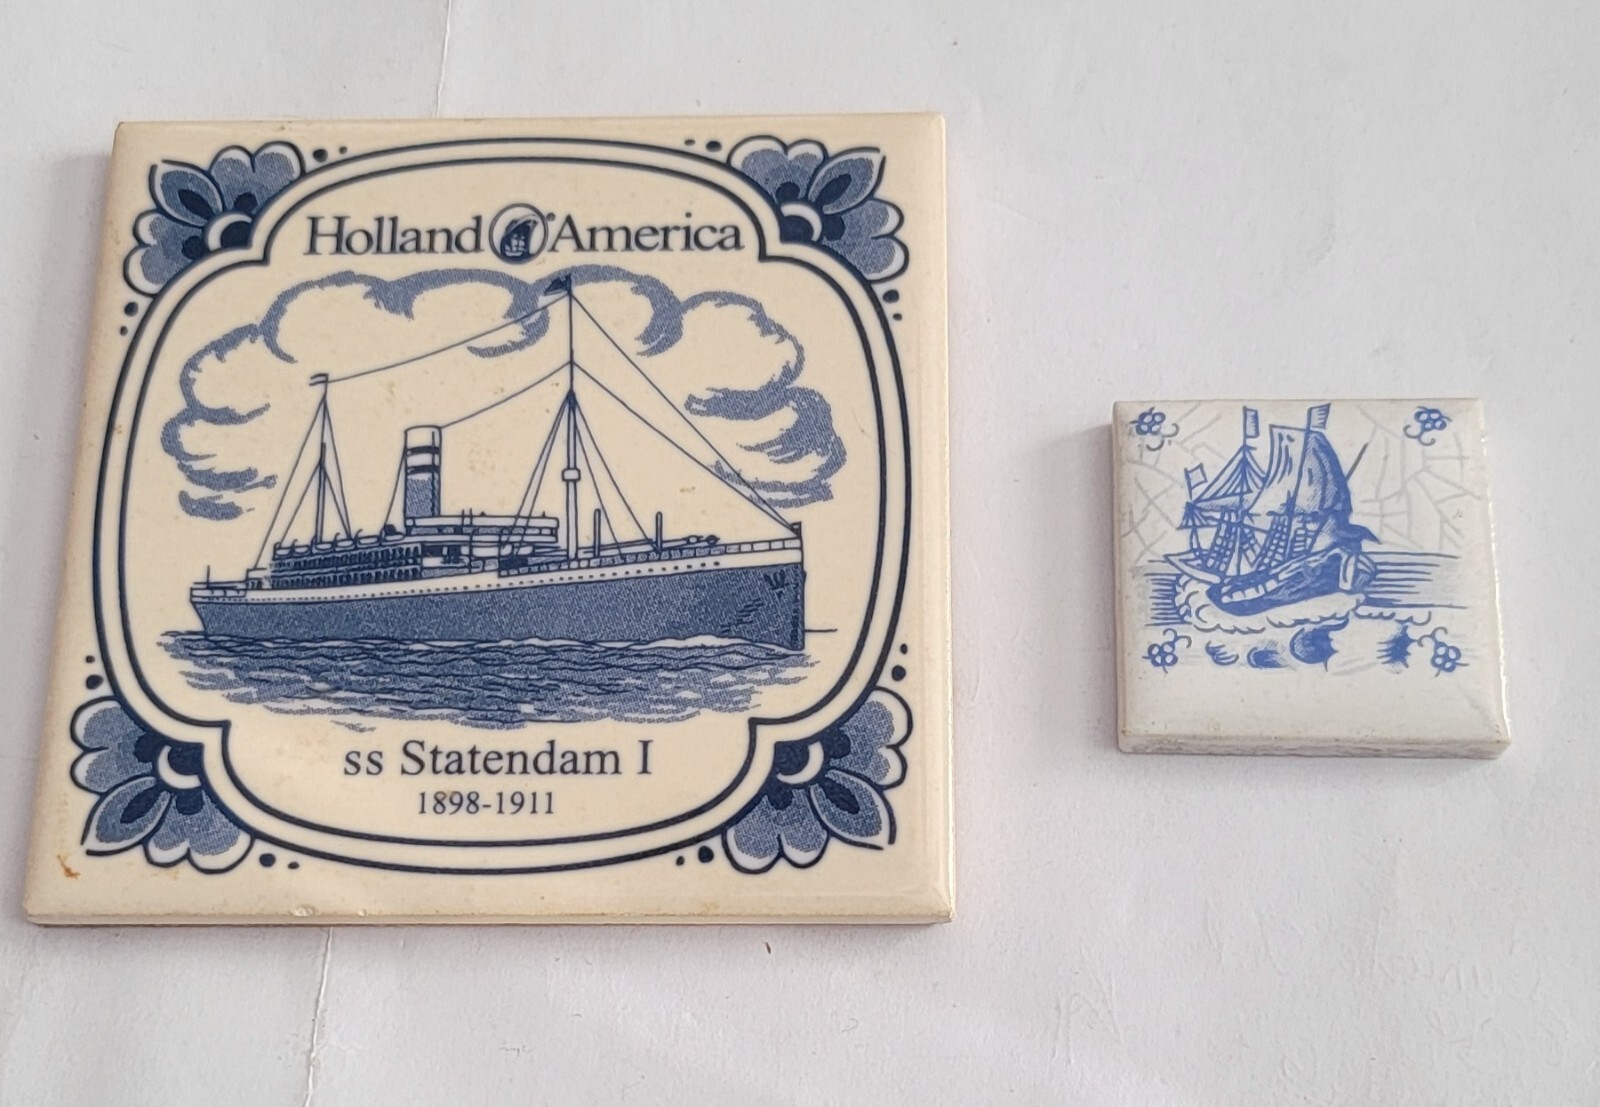 Holland America
ss Statendam I
1898-1911